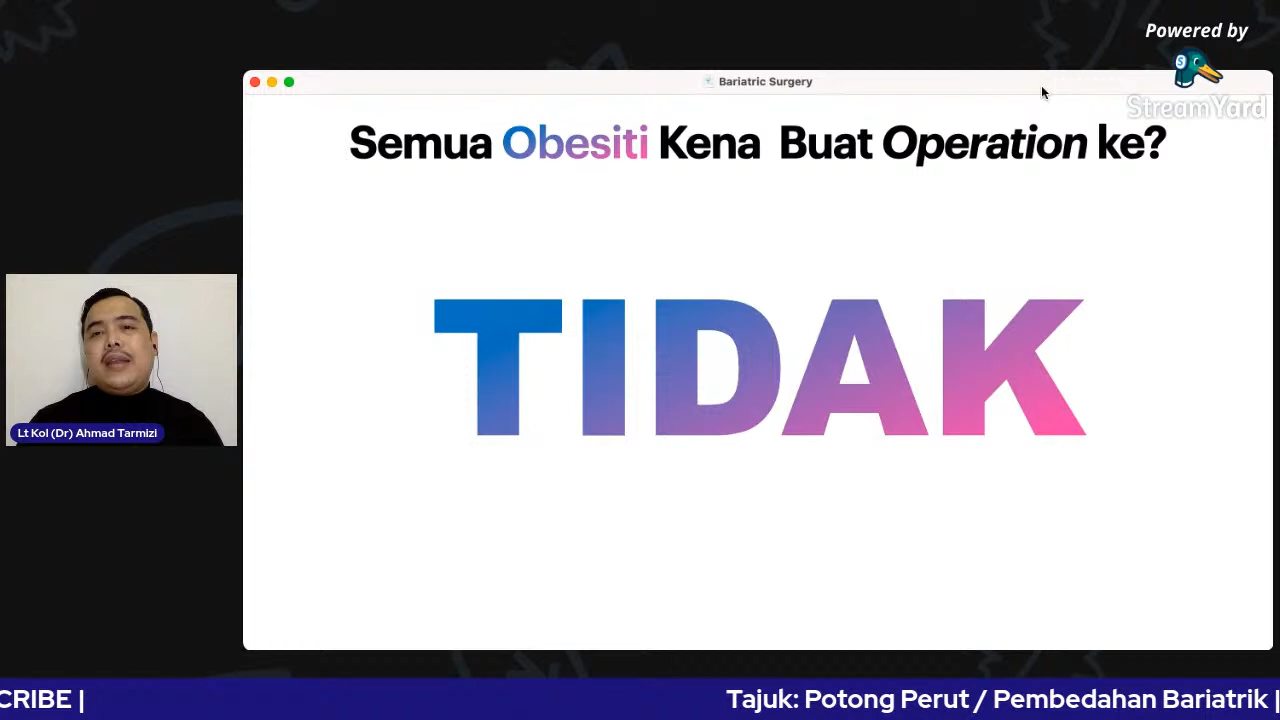 Powered by
StreamYard
Bariatric Surgery
Semua Obesiti Kena Buat Operation ke?
TIDAK
Lt Kol (Dr) Ahmad Tarmizi
CRIBE | Tajuk: Potong Perut / Pembedahan Bariatrik |